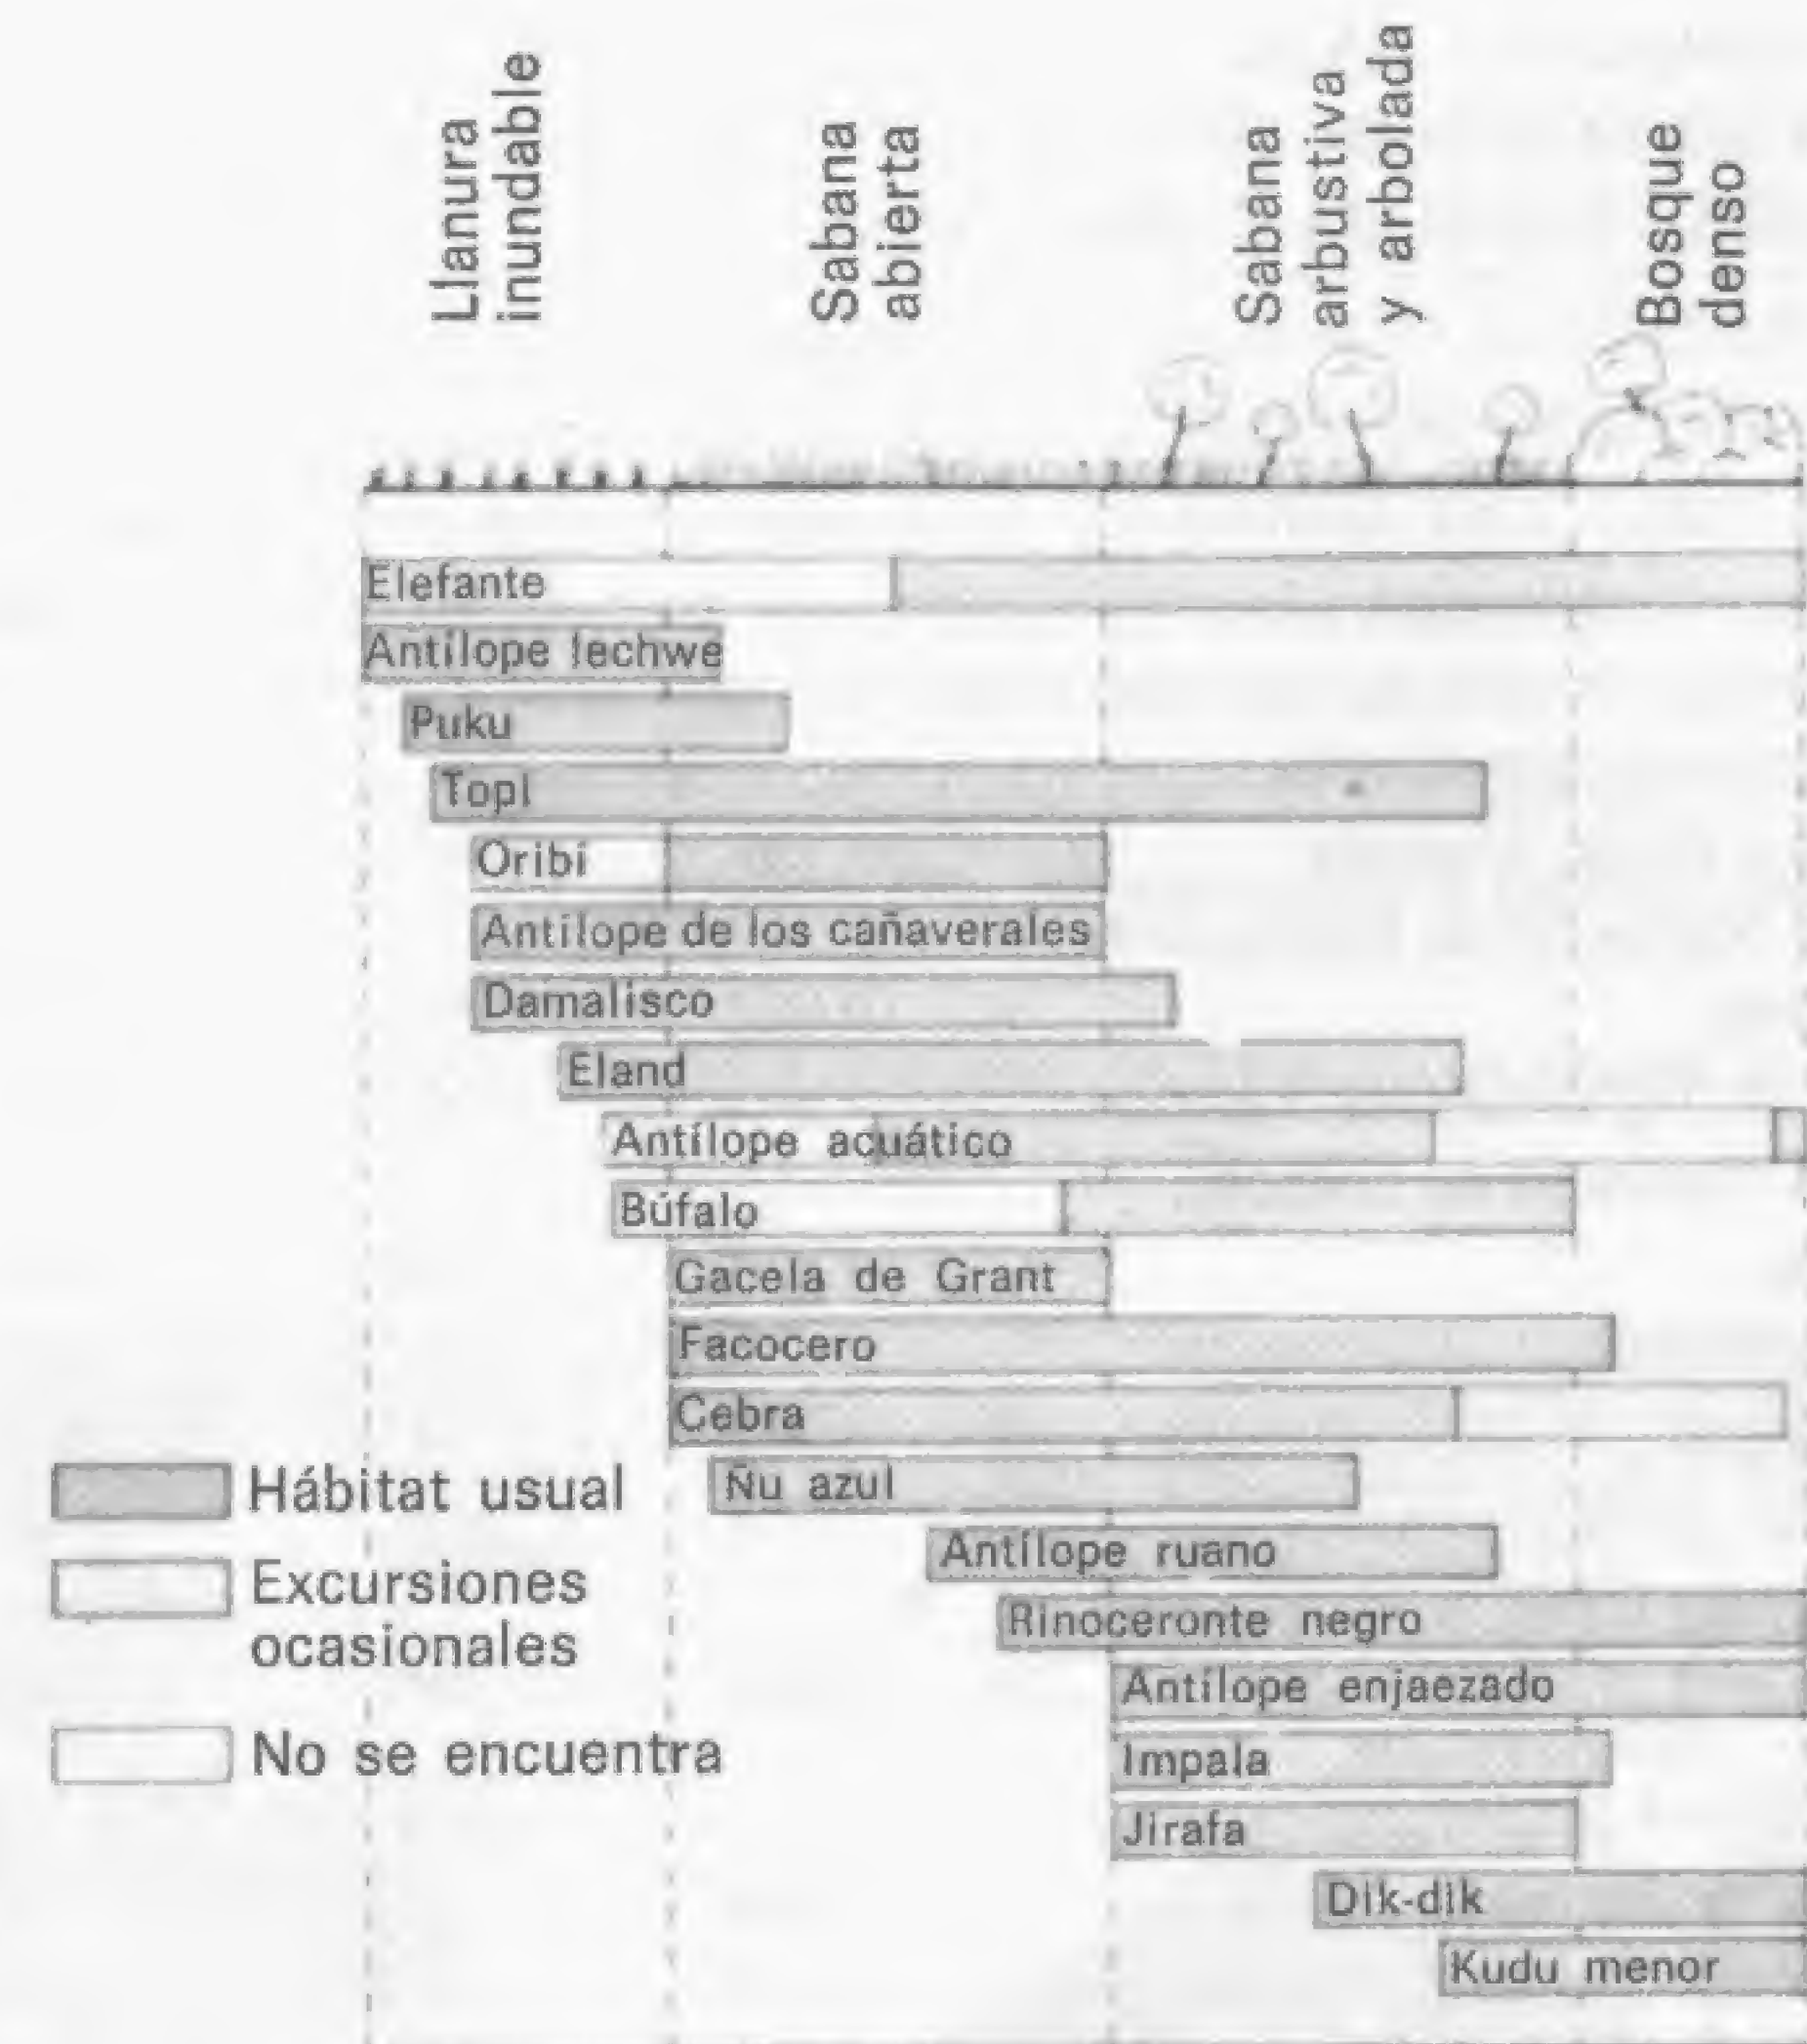 Llanura
inundable
Sabana
abierta
Sabana
arbustiva
y arbolada
Bosque
denso
Elefante
Antílope lechwe
Puku
Topi
Oribi
Antílope de los cañaverales
Damalisco
Eland
Antílope acuático
Búfalo
Gacela de Grant
Facocero
Cebra
Ñu azul
Antílope ruano
Rinoceronte negro
Antílope enjaezado
Impala
Jirafa
Dik-dik
Kudu menor
Hábitat usual
Excursiones
ocasionales
No se encuentra